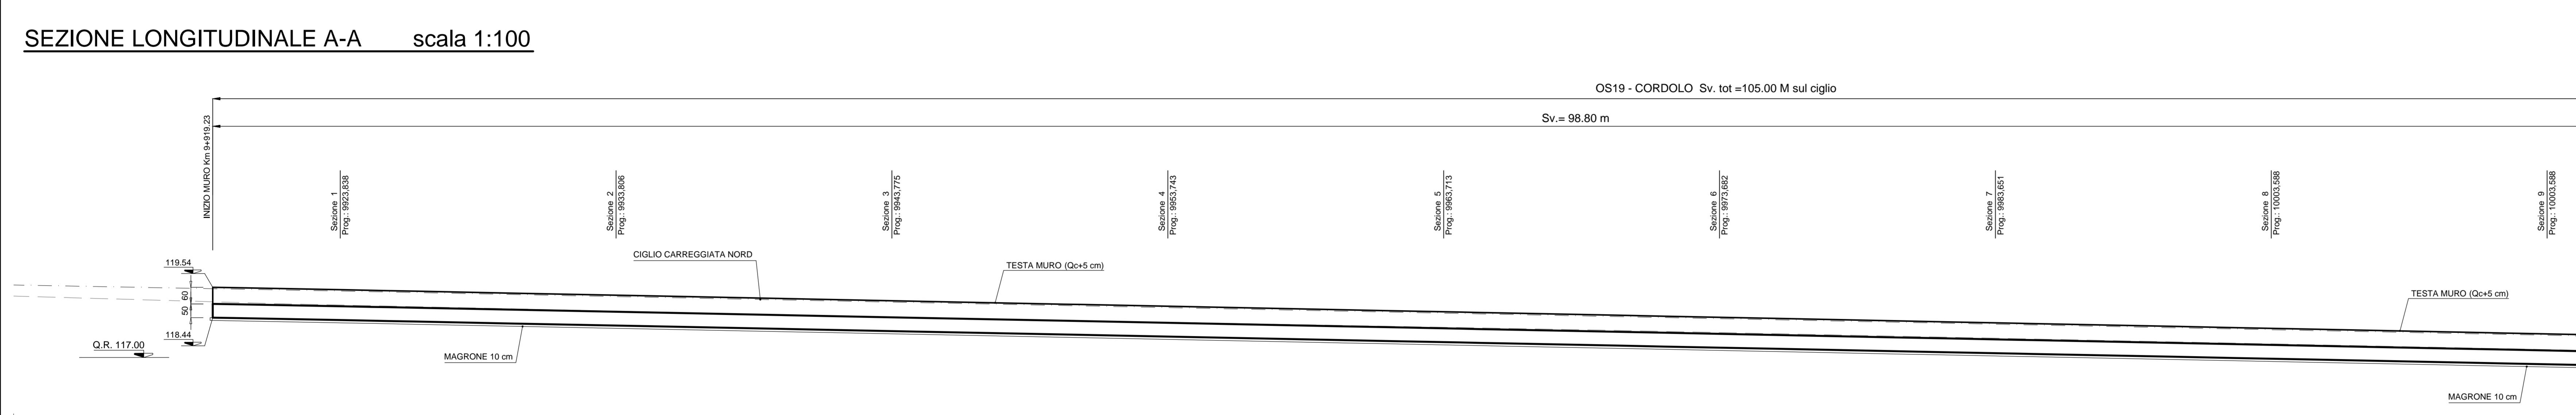 SEZIONE LONGITUDINALE A-A scala 1:100
OS19 - CORDOLO Sv. tot =105.00 M sul ciglio
Sv.= 98.80 m
INIZIO MURO Km 9+919.23
Sezione 1
Prog.: 9923,838
Sezione 2
Prog.: 9933,806
Sezione 3
Prog.: 9943,775
Sezione 4
Prog.: 9953,743
Sezione 5
Prog.: 9963,713
Sezione 6
Prog.: 9973,682
Sezione 7
Prog.: 9983,651
Sezione 8
Prog.: 10003,588
Sezione 9
Prog.: 10003,588
CIGLIO CARREGGIATA NORD
119.54
TESTA MURO (Qc+5 cm)
60
TESTA MURO (Qc+5 cm)
50
118.44
Q.R. 117.00
MAGRONE 10 cm
MAGRONE 10 cm